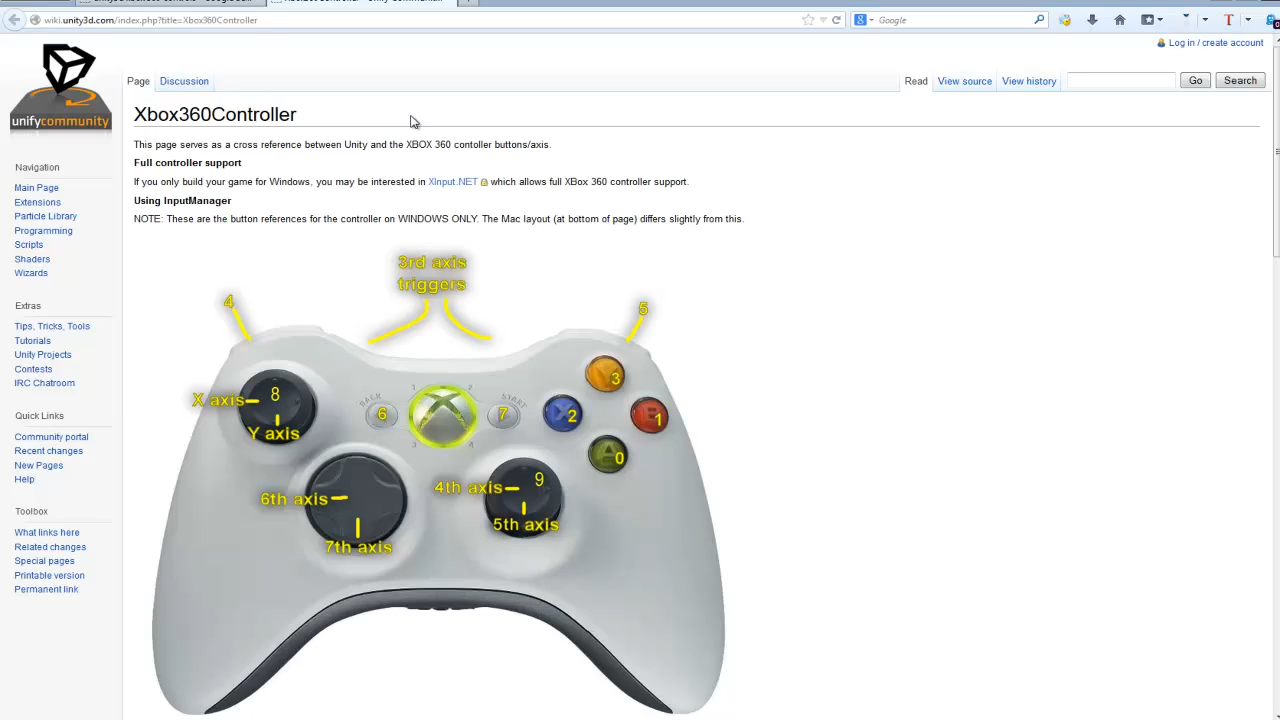 wiki.unity3d.com/index.php?title=Xbox360Controller
Google
Log in / create account
unifycommunity
Page
Discussion
Read
View source
View history
Go
Search
Xbox360Controller
This page serves as a cross reference between Unity and the XBOX 360 contoller buttons/axis.
Full controller support
If you only build your game for Windows, you may be interested in XInput.NET which allows full XBox 360 controller support.
Using InputManager
NOTE: These are the button references for the controller on WINDOWS ONLY. The Mac layout (at bottom of page) differs slightly from this.
Navigation
Main Page
Extensions
Particle Library
Programming
Scripts
Shaders
Wizards
Extras
Tips, Tricks, Tools
Tutorials
Unity Projects
Contests
IRC Chatroom
Quick Links
Community portal
Recent changes
New Pages
Help
Toolbox
What links here
Related changes
Special pages
Printable version
Permanent link
3rd axis
triggers
4
5
X axis
8
Y axis
BACK
6
1
2
3
4
START
7
3
X 2
B 1
A 0
6th axis
7th axis
4th axis
9
5th axis